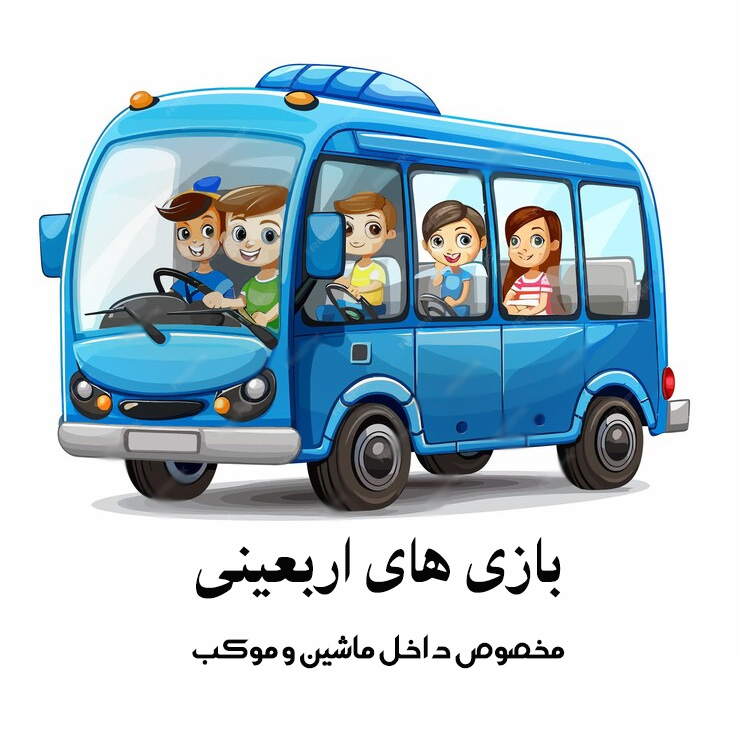 بازی های اربعینی
مخصوص داخل ماشین و موکب